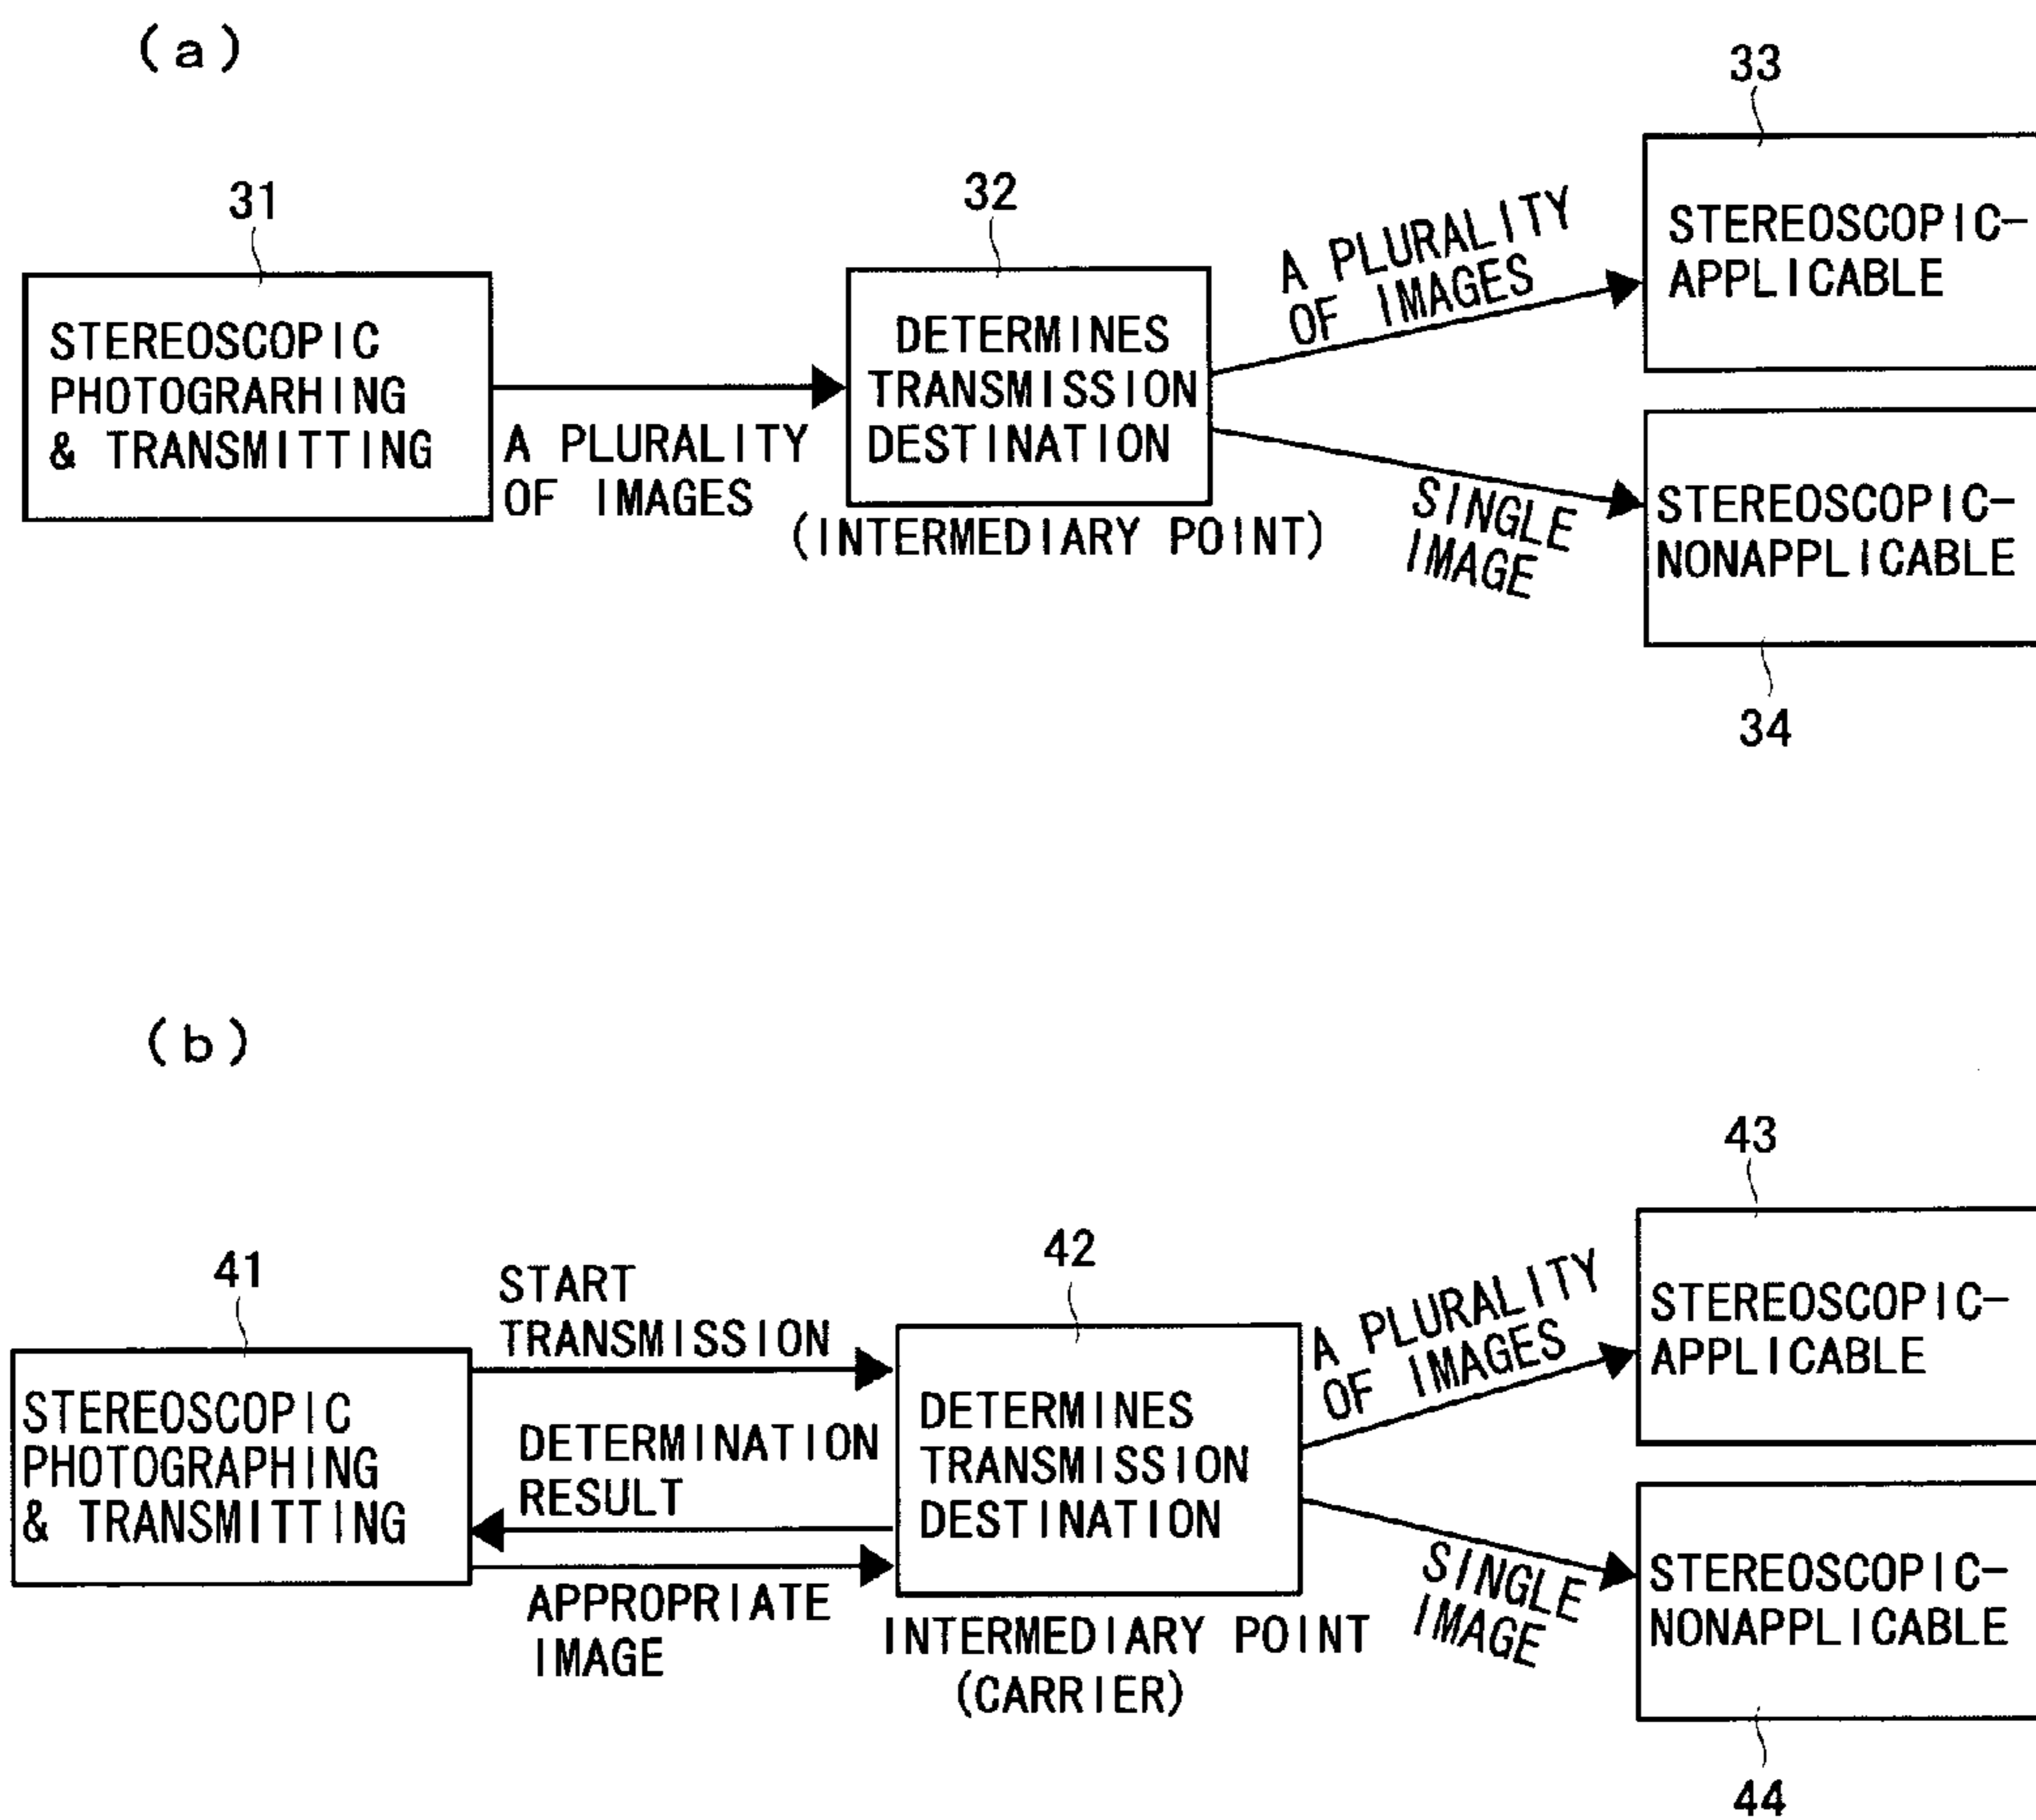 (a)
31
STEREOSCOPIC
PHOTOGRARHING
& TRANSMITTING
A PLURALITY
OF IMAGES
32
DETERMINES
TRANSMISSION
DESTINATION
(INTERMEDIARY POINT)
A PLURALITY
OF IMAGES
SINGLE
IMAGE
33
STEREOSCOPIC-
APPLICABLE
STEREOSCOPIC-
NONAPPLICABLE
34
(b)
41
STEREOSCOPIC
PHOTOGRAPHING
& TRANSMITTING
START
TRANSMISSION
DETERMINATION
RESULT
APPROPRIATE
IMAGE
42
DETERMINES
TRANSMISSION
DESTINATION
INTERMEDIARY POINT
(CARRIER)
A PLURALITY
OF IMAGES
SINGLE
IMAGE
43
STEREOSCOPIC-
APPLICABLE
STEREOSCOPIC-
NONAPPLICABLE
44